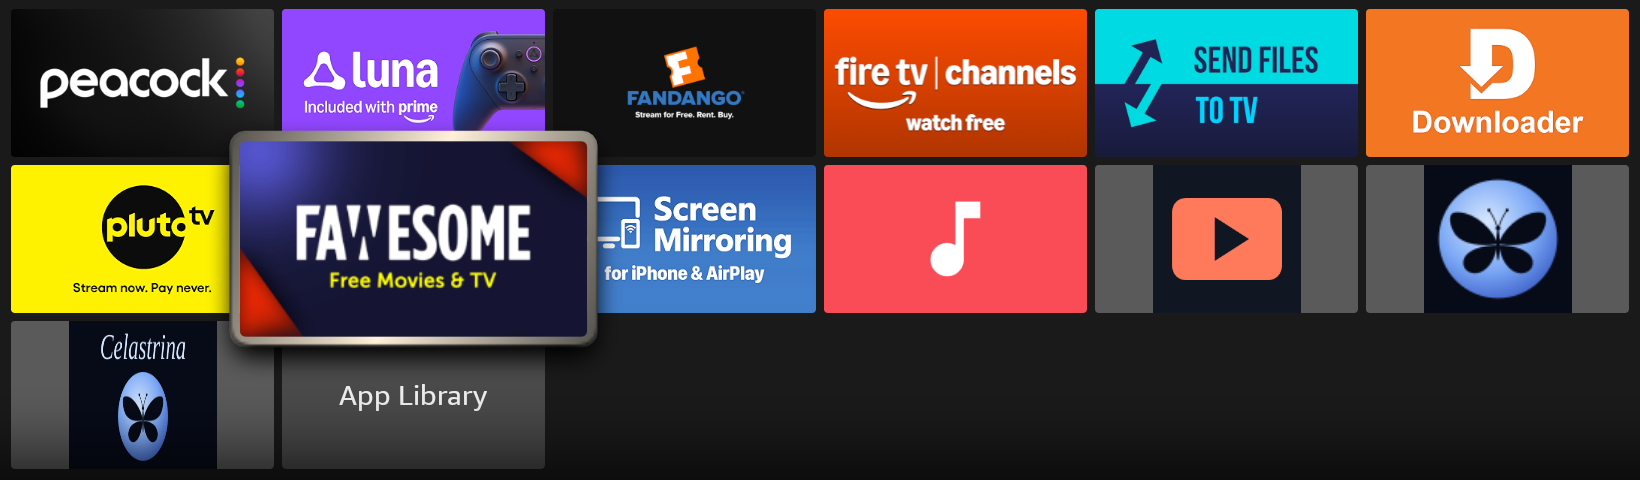 peacock
luna
Included with prime
FANDANGO
Stream for Free. Rent. Buy.
fire tv | channels
watch free
SEND FILES
TO TV
D
Downloader
pluto tv
Stream now. Pay never.
FAWESOME
Free Movies & TV
Screen
Mirroring
for iPhone & AirPlay
Celastrina
App Library